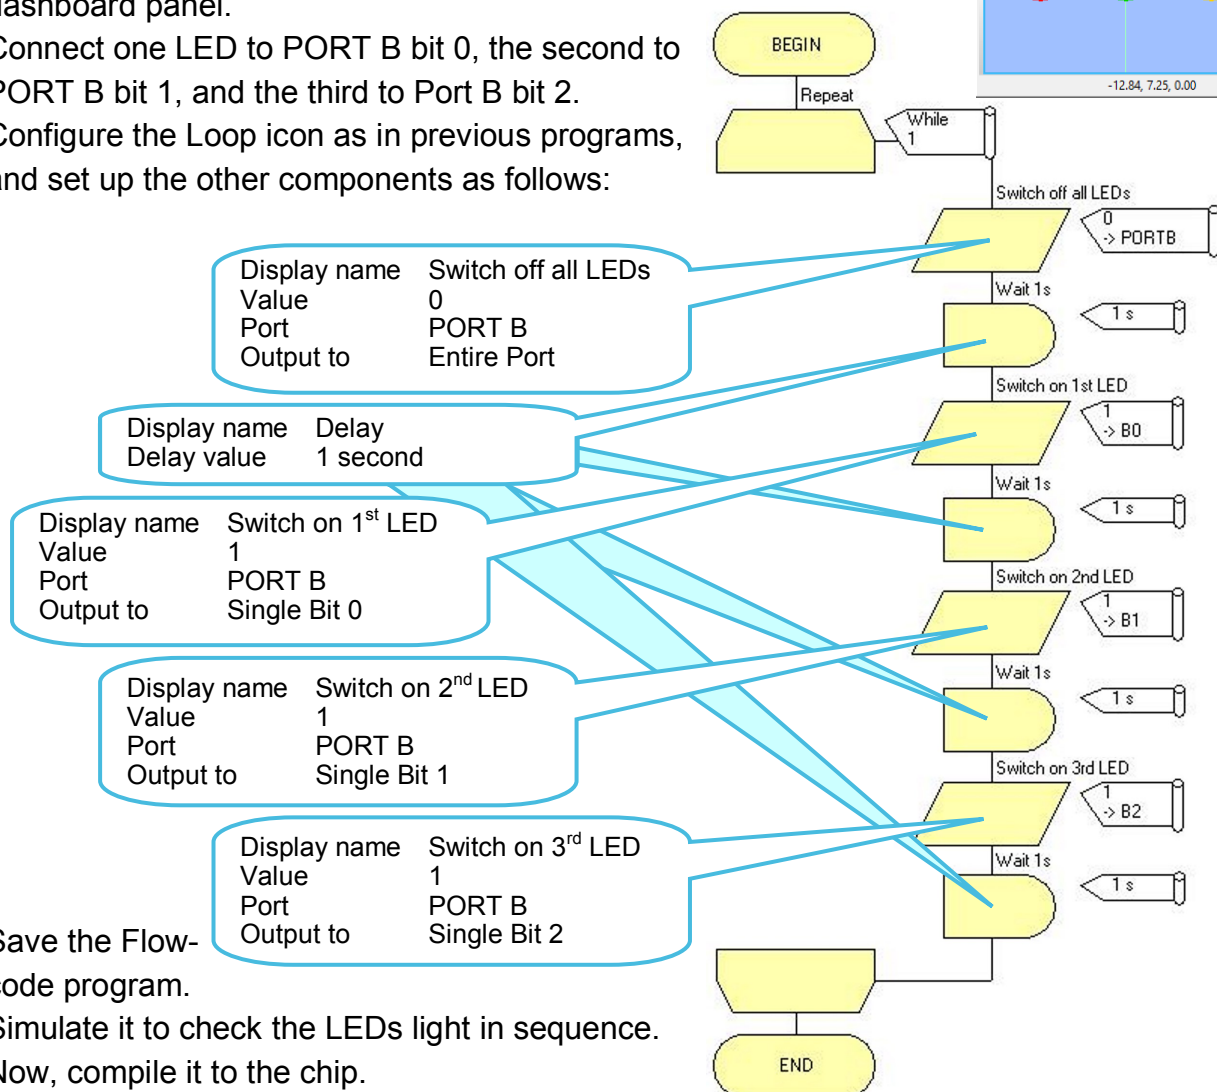 dashboard panel.
Connect one LED to PORT B bit 0, the second to
PORT B bit 1, and the third to Port B bit 2.
Configure the Loop icon as in previous programs,
and set up the other components as follows:
-12.84, 7.25, 0.00
BEGIN
Repeat
While
1
Switch off all LEDs
0
-> PORTB
Wait 1s
1 s
Switch on 1st LED
1
-> B0
Wait 1s
1 s
Switch on 2nd LED
1
-> B1
Wait 1s
1 s
Switch on 3rd LED
1
-> B2
Wait 1s
1 s
END
Display name Switch off all LEDs
Value 0
Port PORT B
Output to Entire Port
Display name Delay
Delay value 1 second
Display name Switch on 1st LED
Value 1
Port PORT B
Output to Single Bit 0
Display name Switch on 2nd LED
Value 1
Port PORT B
Output to Single Bit 1
Display name Switch on 3rd LED
Value 1
Port PORT B
Output to Single Bit 2
Save the Flow-
code program.
Simulate it to check the LEDs light in sequence.
Now, compile it to the chip.